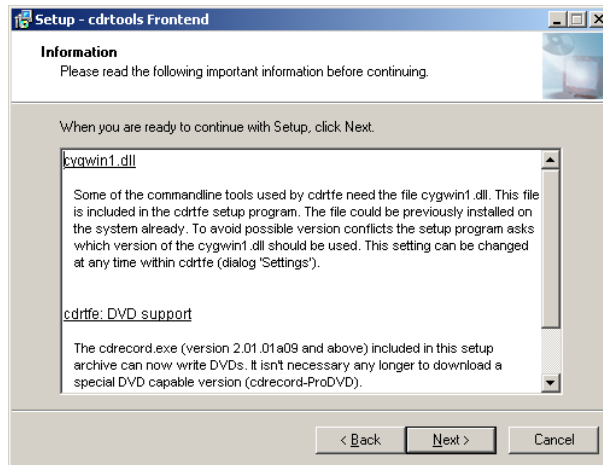 Setup - cdrtools Frontend
Information
Please read the following important information before continuing.
When you are ready to continue with Setup, click Next.
cygwin1.dll
Some of the commandline tools used by cdrtfe need the file cygwin1.dll. This file
is included in the cdrtfe setup program. The file could be previously installed on
the system already. To avoid possible version conflicts the setup program asks
which version of the cygwin1.dll should be used. This setting can be changed
at any time within cdrtfe (dialog 'Settings').
cdrtfe: DVD support
The cdrecord.exe (version 2.01.01a09 and above) included in this setup
archive can now write DVDs. It isn't necessary any longer to download a
special DVD capable version (cdrecord-ProDVD).
< Back
Next >
Cancel